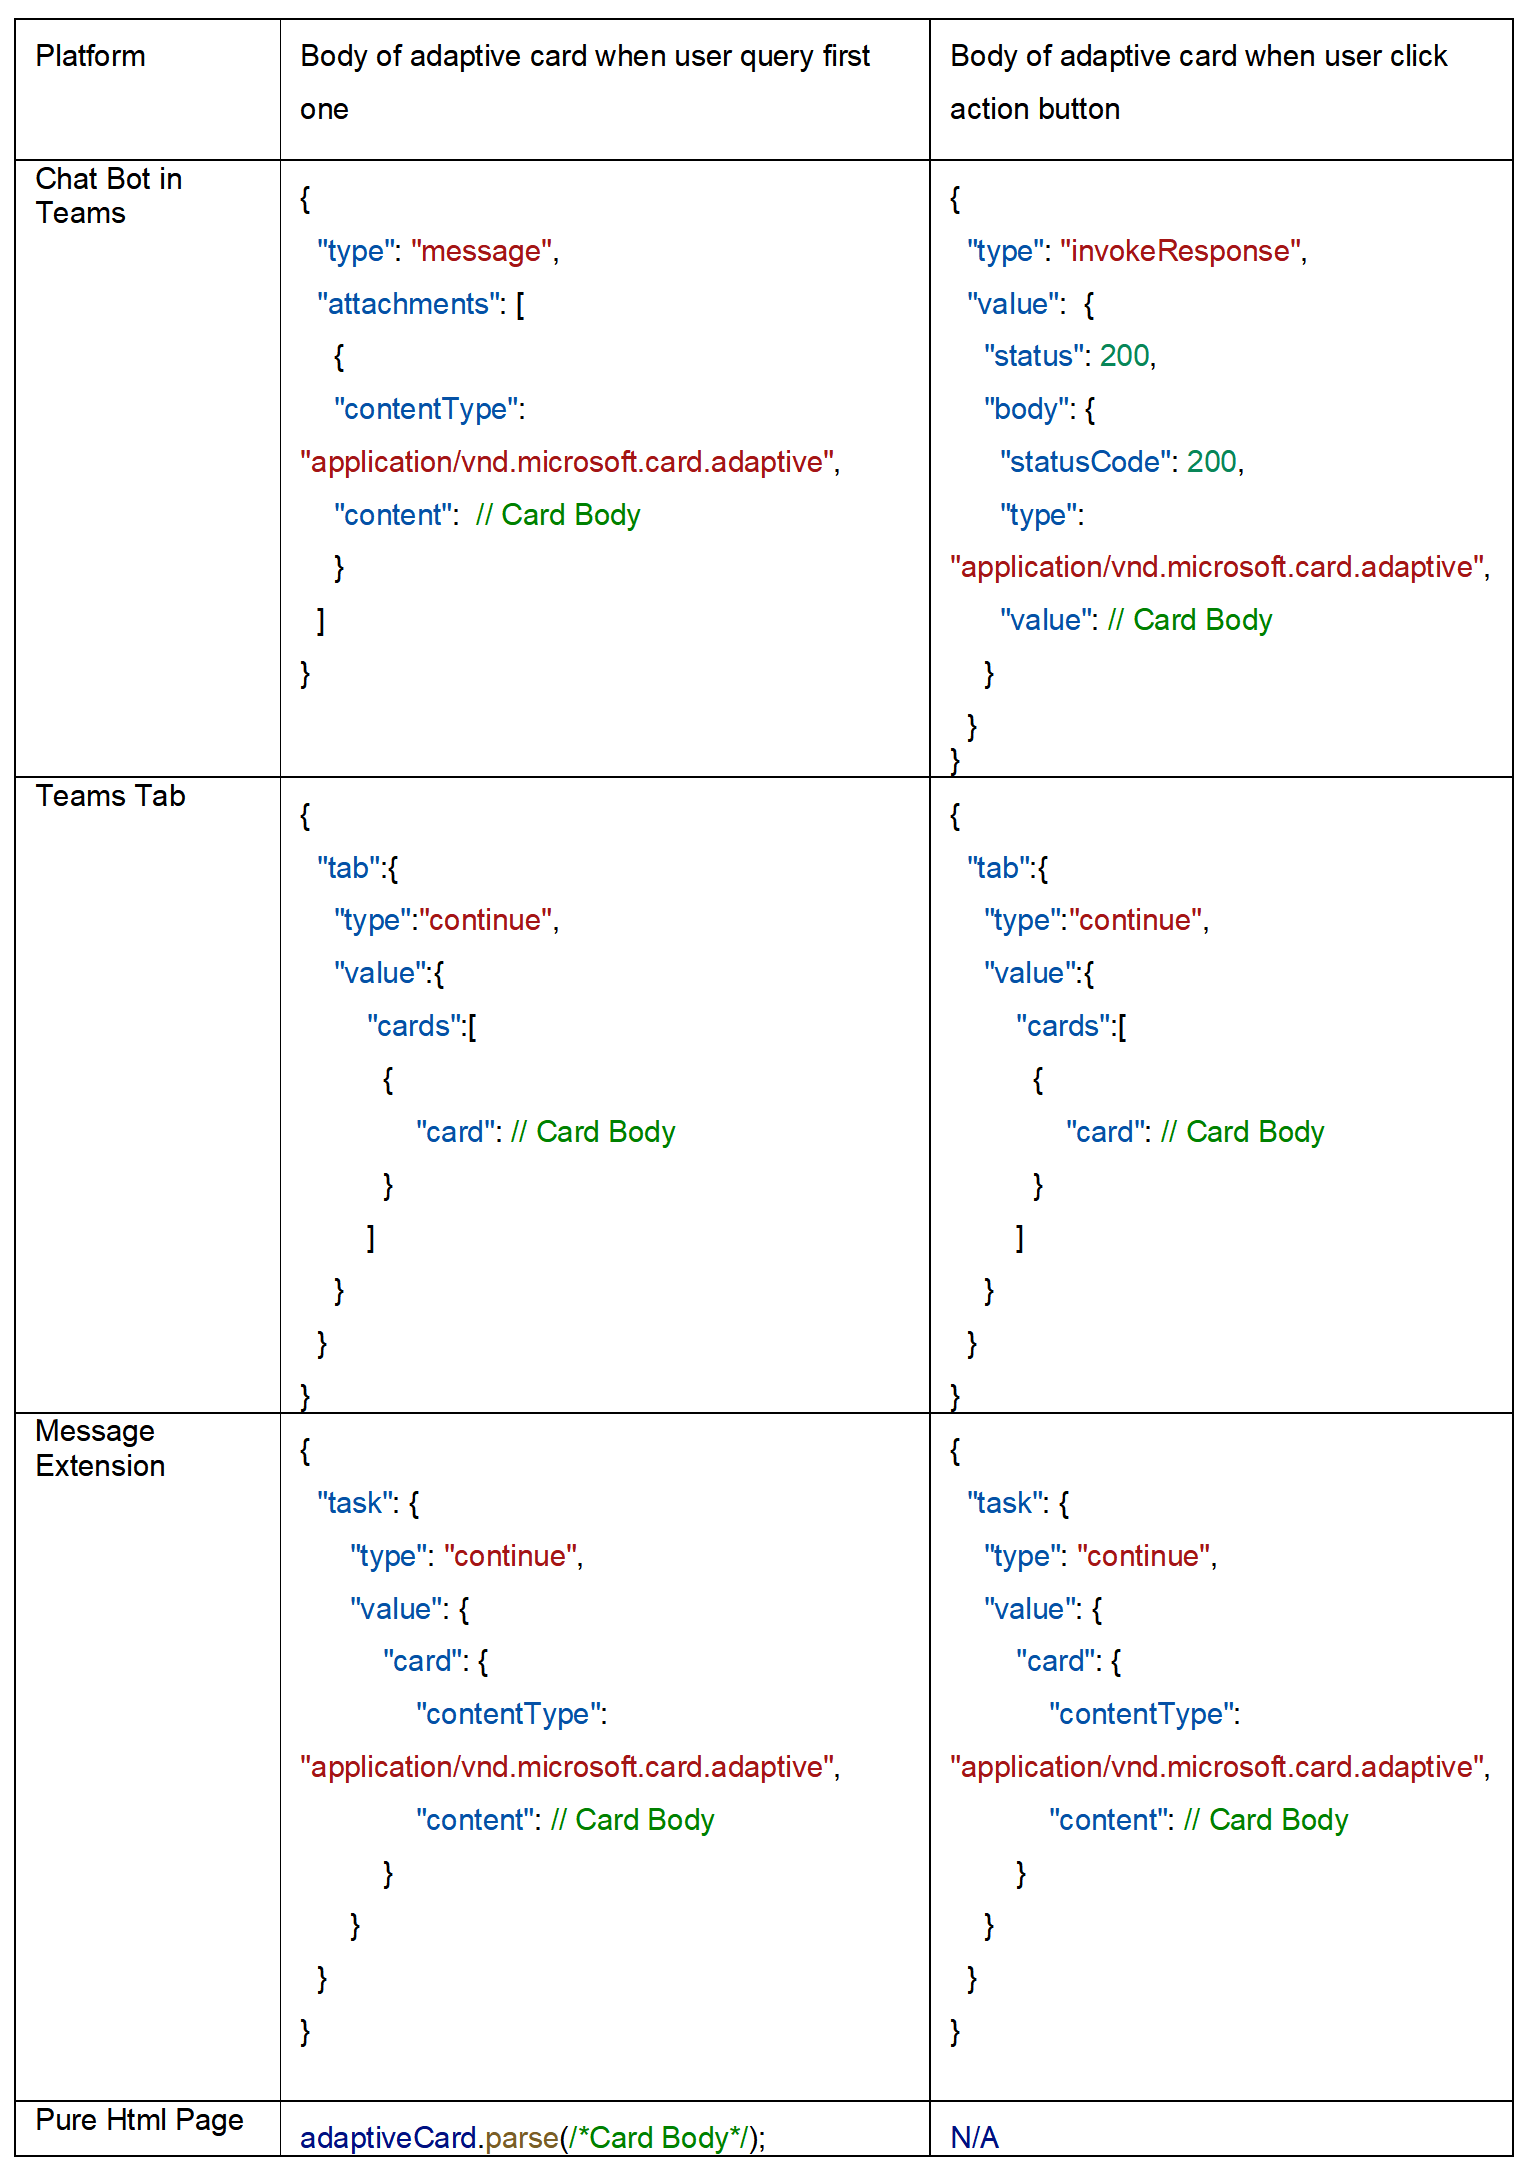 Platform
Body of adaptive card when user query first
one
Body of adaptive card when user click
action button
Chat Bot in
Teams
{
"type": "message",
"attachments": [
{
"contentType":
"application/vnd.microsoft.card.adaptive",
"content":  // Card Body
}
]
}
{
"type": "invokeResponse",
"value":  {
"status": 200,
"body": {
"statusCode": 200,
"type":
"application/vnd.microsoft.card.adaptive",
"value": // Card Body
}
}
}
Teams Tab
{
"tab":{
"type":"continue",
"value":{
"cards":[
{
"card": // Card Body
}
]
}
}
}
{
"tab":{
"type":"continue",
"value":{
"cards":[
{
"card": // Card Body
}
]
}
}
}
Message
Extension
{
"task": {
"type": "continue",
"value": {
"card": {
"contentType":
"application/vnd.microsoft.card.adaptive",
"content": // Card Body
}
}
}
}
{
"task": {
"type": "continue",
"value": {
"card": {
"contentType":
"application/vnd.microsoft.card.adaptive",
"content": // Card Body
}
}
}
}
Pure Html Page
adaptiveCard.parse(/*Card Body*/);
N/A